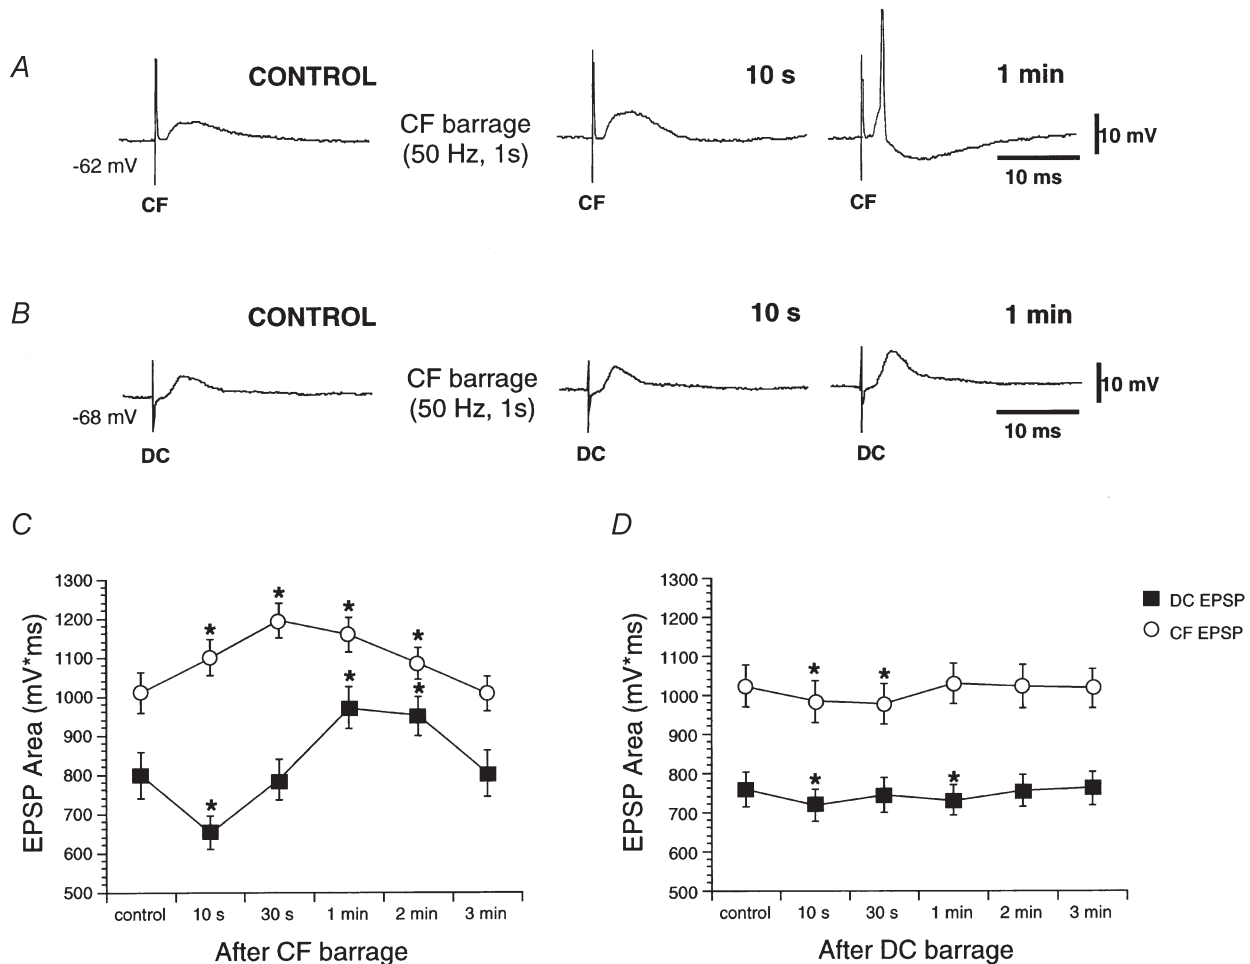 A
CONTROL
10 s
1 min
CF barrage
(50 Hz, 1s)
10 mV
-62 mV
10 ms
CF
CF
CF
B
CONTROL
10 s
1 min
CF barrage
(50 Hz, 1s)
10 mV
-68 mV
10 ms
DC
DC
DC
C
EPSP Area (mV*ms)
1300
1200
1100
1000
900
800
700
600
500
*
*
*
*
*
*
*
control
10 s
30 s
1 min
2 min
3 min
After CF barrage
D
EPSP Area (mV*ms)
1300
1200
1100
1000
900
800
700
600
500
*
*
*
*
control
10 s
30 s
1 min
2 min
3 min
After DC barrage
DC EPSP
CF EPSP